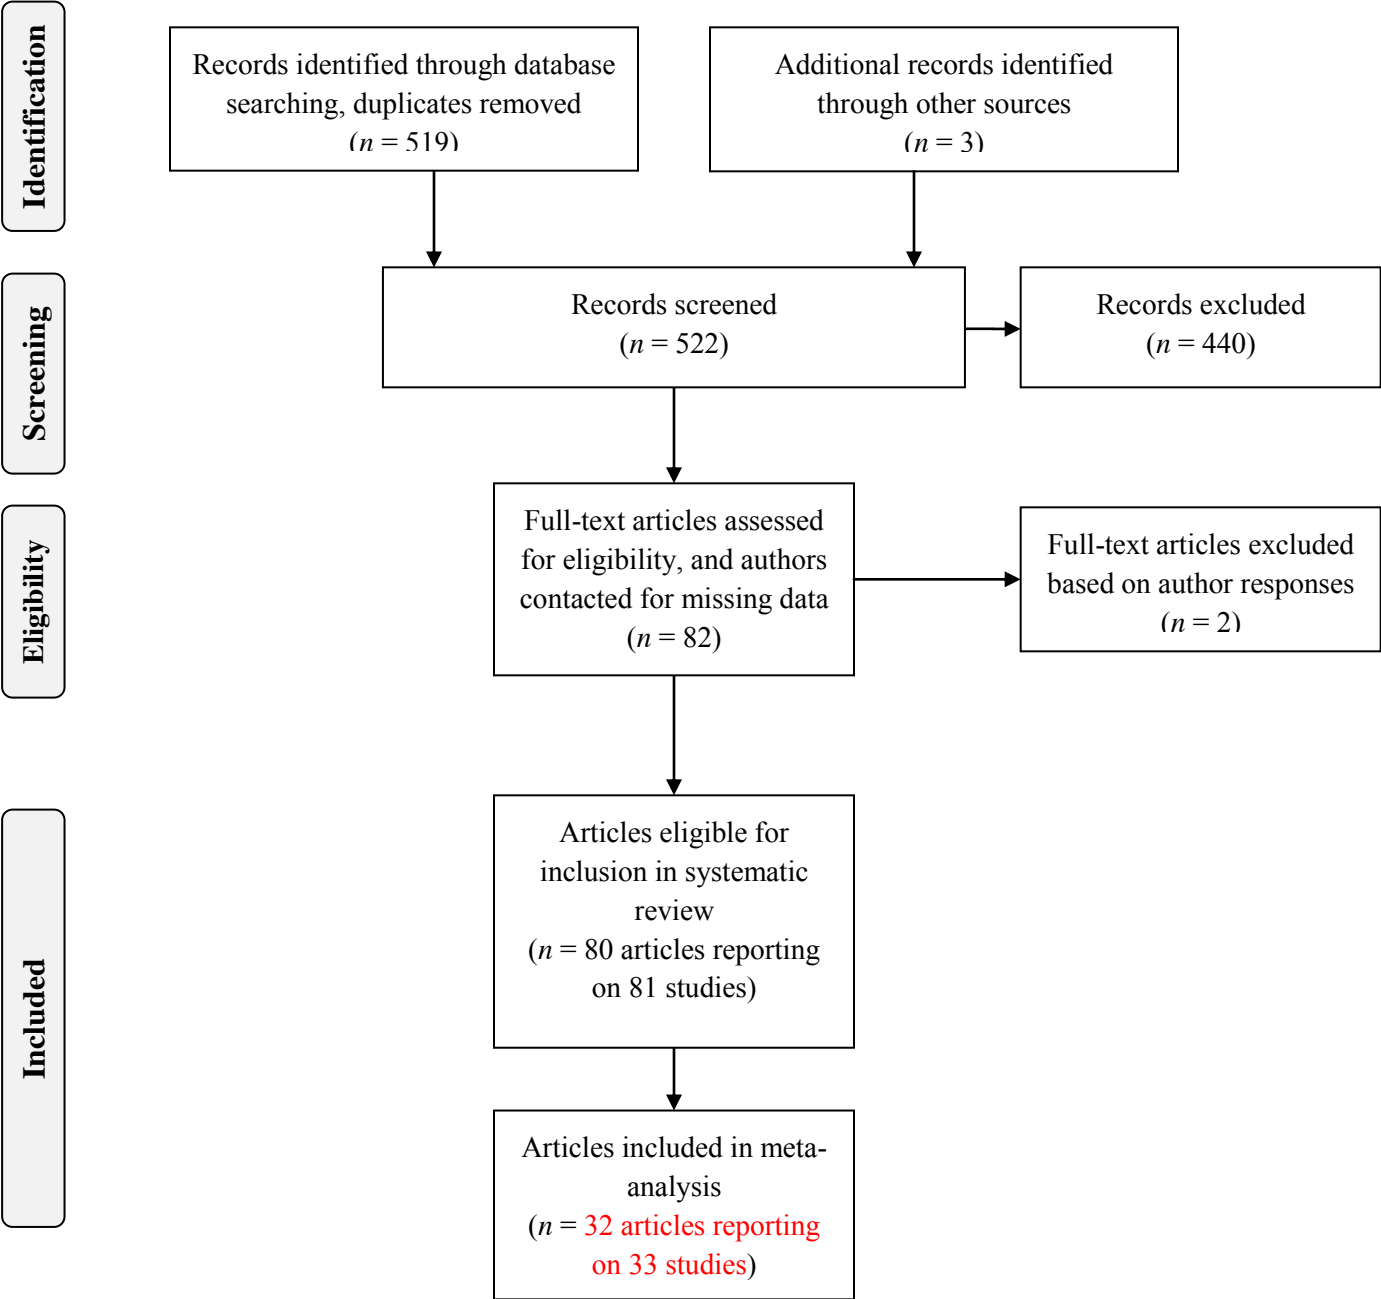 Identification
Records identified through database
searching, duplicates removed
(n = 519)
Additional records identified
through other sources
(n = 3)
Screening
Records screened
(n = 522)
Records excluded
(n = 440)
Eligibility
Full-text articles assessed
for eligibility, and authors
contacted for missing data
(n = 82)
Full-text articles excluded
based on author responses
(n = 2)
Included
Articles eligible for
inclusion in systematic
review
(n = 80 articles reporting
on 81 studies)
Articles included in meta-
analysis
(n = 32 articles reporting
on 33 studies)